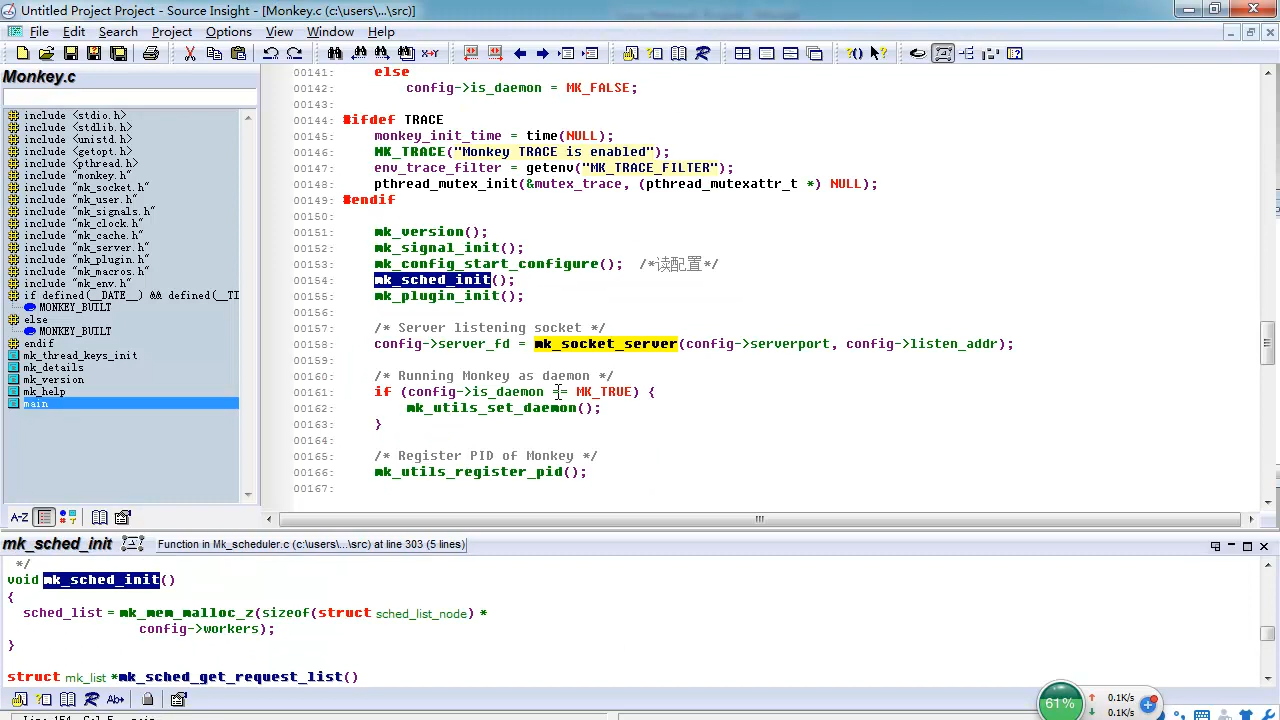 Untitled Project Project - Source Insight - [Monkey.c (c:\users\...\src)]
File Edit Search Project Options View Window Help
Monkey.c
include <stdio.h>
include <stdlib.h>
include <unistd.h>
include <getopt.h>
include <pthread.h>
include "monkey.h"
include "mk_socket.h"
include "mk_user.h"
include "mk_signals.h"
include "mk_clock.h"
include "mk_cache.h"
include "mk_server.h"
include "mk_plugin.h"
include "mk_macros.h"
include "mk_env.h"
if defined(__DATE__) && defined(__TI
MONKEY_BUILT
else
MONKEY_BUILT
endif
mk_thread_keys_init
mk_details
mk_version
mk_help
main
A-Z
00141: else
00142: config->is_daemon = MK_FALSE;
00143:
00144: #ifdef TRACE
00145: monkey_init_time = time(NULL);
00146: MK_TRACE("Monkey TRACE is enabled");
00147: env_trace_filter = getenv("MK_TRACE_FILTER");
00148: pthread_mutex_init(&mutex_trace, (pthread_mutexattr_t *) NULL);
00149: #endif
00150:
00151: mk_version();
00152: mk_signal_init();
00153: mk_config_start_configure(); /*读配置*/
00154: mk_sched_init();
00155: mk_plugin_init();
00156:
00157: /* Server listening socket */
00158: config->server_fd = mk_socket_server(config->serverport, config->listen_addr);
00159:
00160: /* Running Monkey as daemon */
00161: if (config->is_daemon == MK_TRUE) {
00162: mk_utils_set_daemon();
00163: }
00164:
00165: /* Register PID of Monkey */
00166: mk_utils_register_pid();
00167:
mk_sched_init Function in Mk_scheduler.c (c:\users\...\src) at line 303 (5 lines)
*/
void mk_sched_init()
{
sched_list = mk_mem_malloc_z(sizeof(struct sched_list_node) *
config->workers);
}
struct mk_list *mk_sched_get_request_list()
61%
0.1K/s
0.1K/s